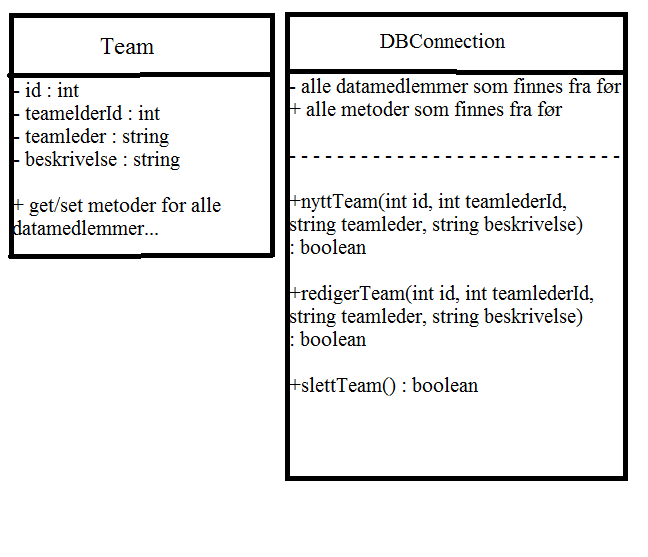 Team
- id : int
- teamelderId : int
- teamleder : string
- beskrivelse : string
+ get/set metoder for alle
datamedlemmer...
DBConnection
- alle datamedlemmer som finnes fra før
+ alle metoder som finnes fra før
- - - - - - - - - - - - - - - - - - - - - - - - - - - -
+nyttTeam(int id, int teamlederId,
string teamleder, string beskrivelse)
: boolean
+redigerTeam(int id, int teamlederId,
string teamleder, string beskrivelse)
: boolean
+slettTeam() : boolean